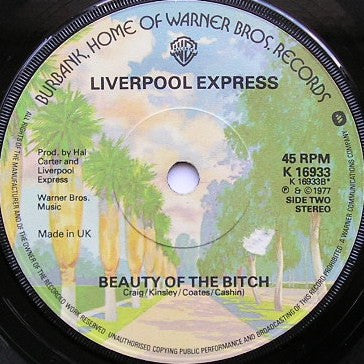 BURBANK, HOME OF WARNER BROS. RECORDS
LIVERPOOL EXPRESS
Prod. by Hal
Carter and
Liverpool
Express
Warner Bros.
Music
Made in UK
45 RPM
K 16933
K 16933B*
℗ & © 1977
SIDE TWO
STEREO
BEAUTY OF THE BITCH
Craig/Kinsley/Coates/Cashin)
ALL RIGHTS OF THE MANUFACTURER AND OF THE OWNER OF THE RECORDED WORK RESERVED
UNAUTHORISED COPYING PUBLIC PERFORMANCE AND BROADCASTING OF THIS RECORD PROHIBITED
A WARNER COMMUNICATIONS COMPANY